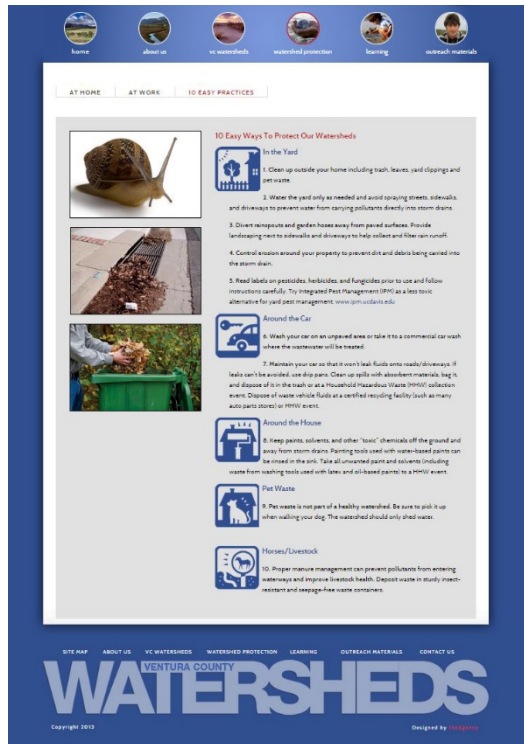 home about us vc watersheds watershed protection learning outreach materials
AT HOME AT WORK 10 EASY PRACTICES
10 Easy Ways To Protect Our Watersheds
In the Yard
1. Clean up outside your home including trash, leaves, yard clippings and
pet waste.
2. Water the yard only as needed and avoid spraying streets, sidewalks,
and driveways to prevent water from carrying pollutants directly into storm drains.
3. Divert rainspouts and garden hoses away from paved surfaces. Provide
landscaping next to sidewalks and driveways to help collect and filter rain runoff.
4. Control erosion around your property to prevent dirt and debris being carried into
the storm drain.
5. Read labels on pesticides, herbicides, and fungicides prior to use and follow
instructions carefully. Try Integrated Pest Management (IPM) as a less toxic
alternative for yard pest management. www.ipm.ucdavis.edu
Around the Car
6. Wash your car on an unpaved area or take it to a commercial car wash
where the wastewater will be treated.
7. Maintain your car so that it won't leak fluids onto roads/driveways. If
leaks can't be avoided, use drip pans. Clean up spills with absorbent materials, bag it,
and dispose of it in the trash or at a Household Hazardous Waste (HHW) collection
event. Dispose of waste vehicle fluids at a certified recycling facility (such as many
auto parts stores) or HHW event.
Around the House
8. Keep paints, solvents, and other "toxic" chemicals off the ground and
away from storm drains. Painting tools used with water-based paints can
be rinsed in the sink. Take all unwanted paint and solvents (including
waste from washing tools used with latex and oil-based paints) to a HHW event.
Pet Waste
9. Pet waste is not part of a healthy watershed. Be sure to pick it up
when walking your dog. The watershed should only shed water.
Horses/Livestock
10. Proper manure management can prevent pollutants from entering
waterways and improve livestock health. Deposit waste in sturdy insect-
resistant and seepage-free waste containers.
SITE MAP ABOUT US VC WATERSHEDS WATERSHED PROTECTION LEARNING OUTREACH MATERIALS CONTACT US
VENTURA COUNTY
WATERSHEDS
Copyright 2013 Designed by